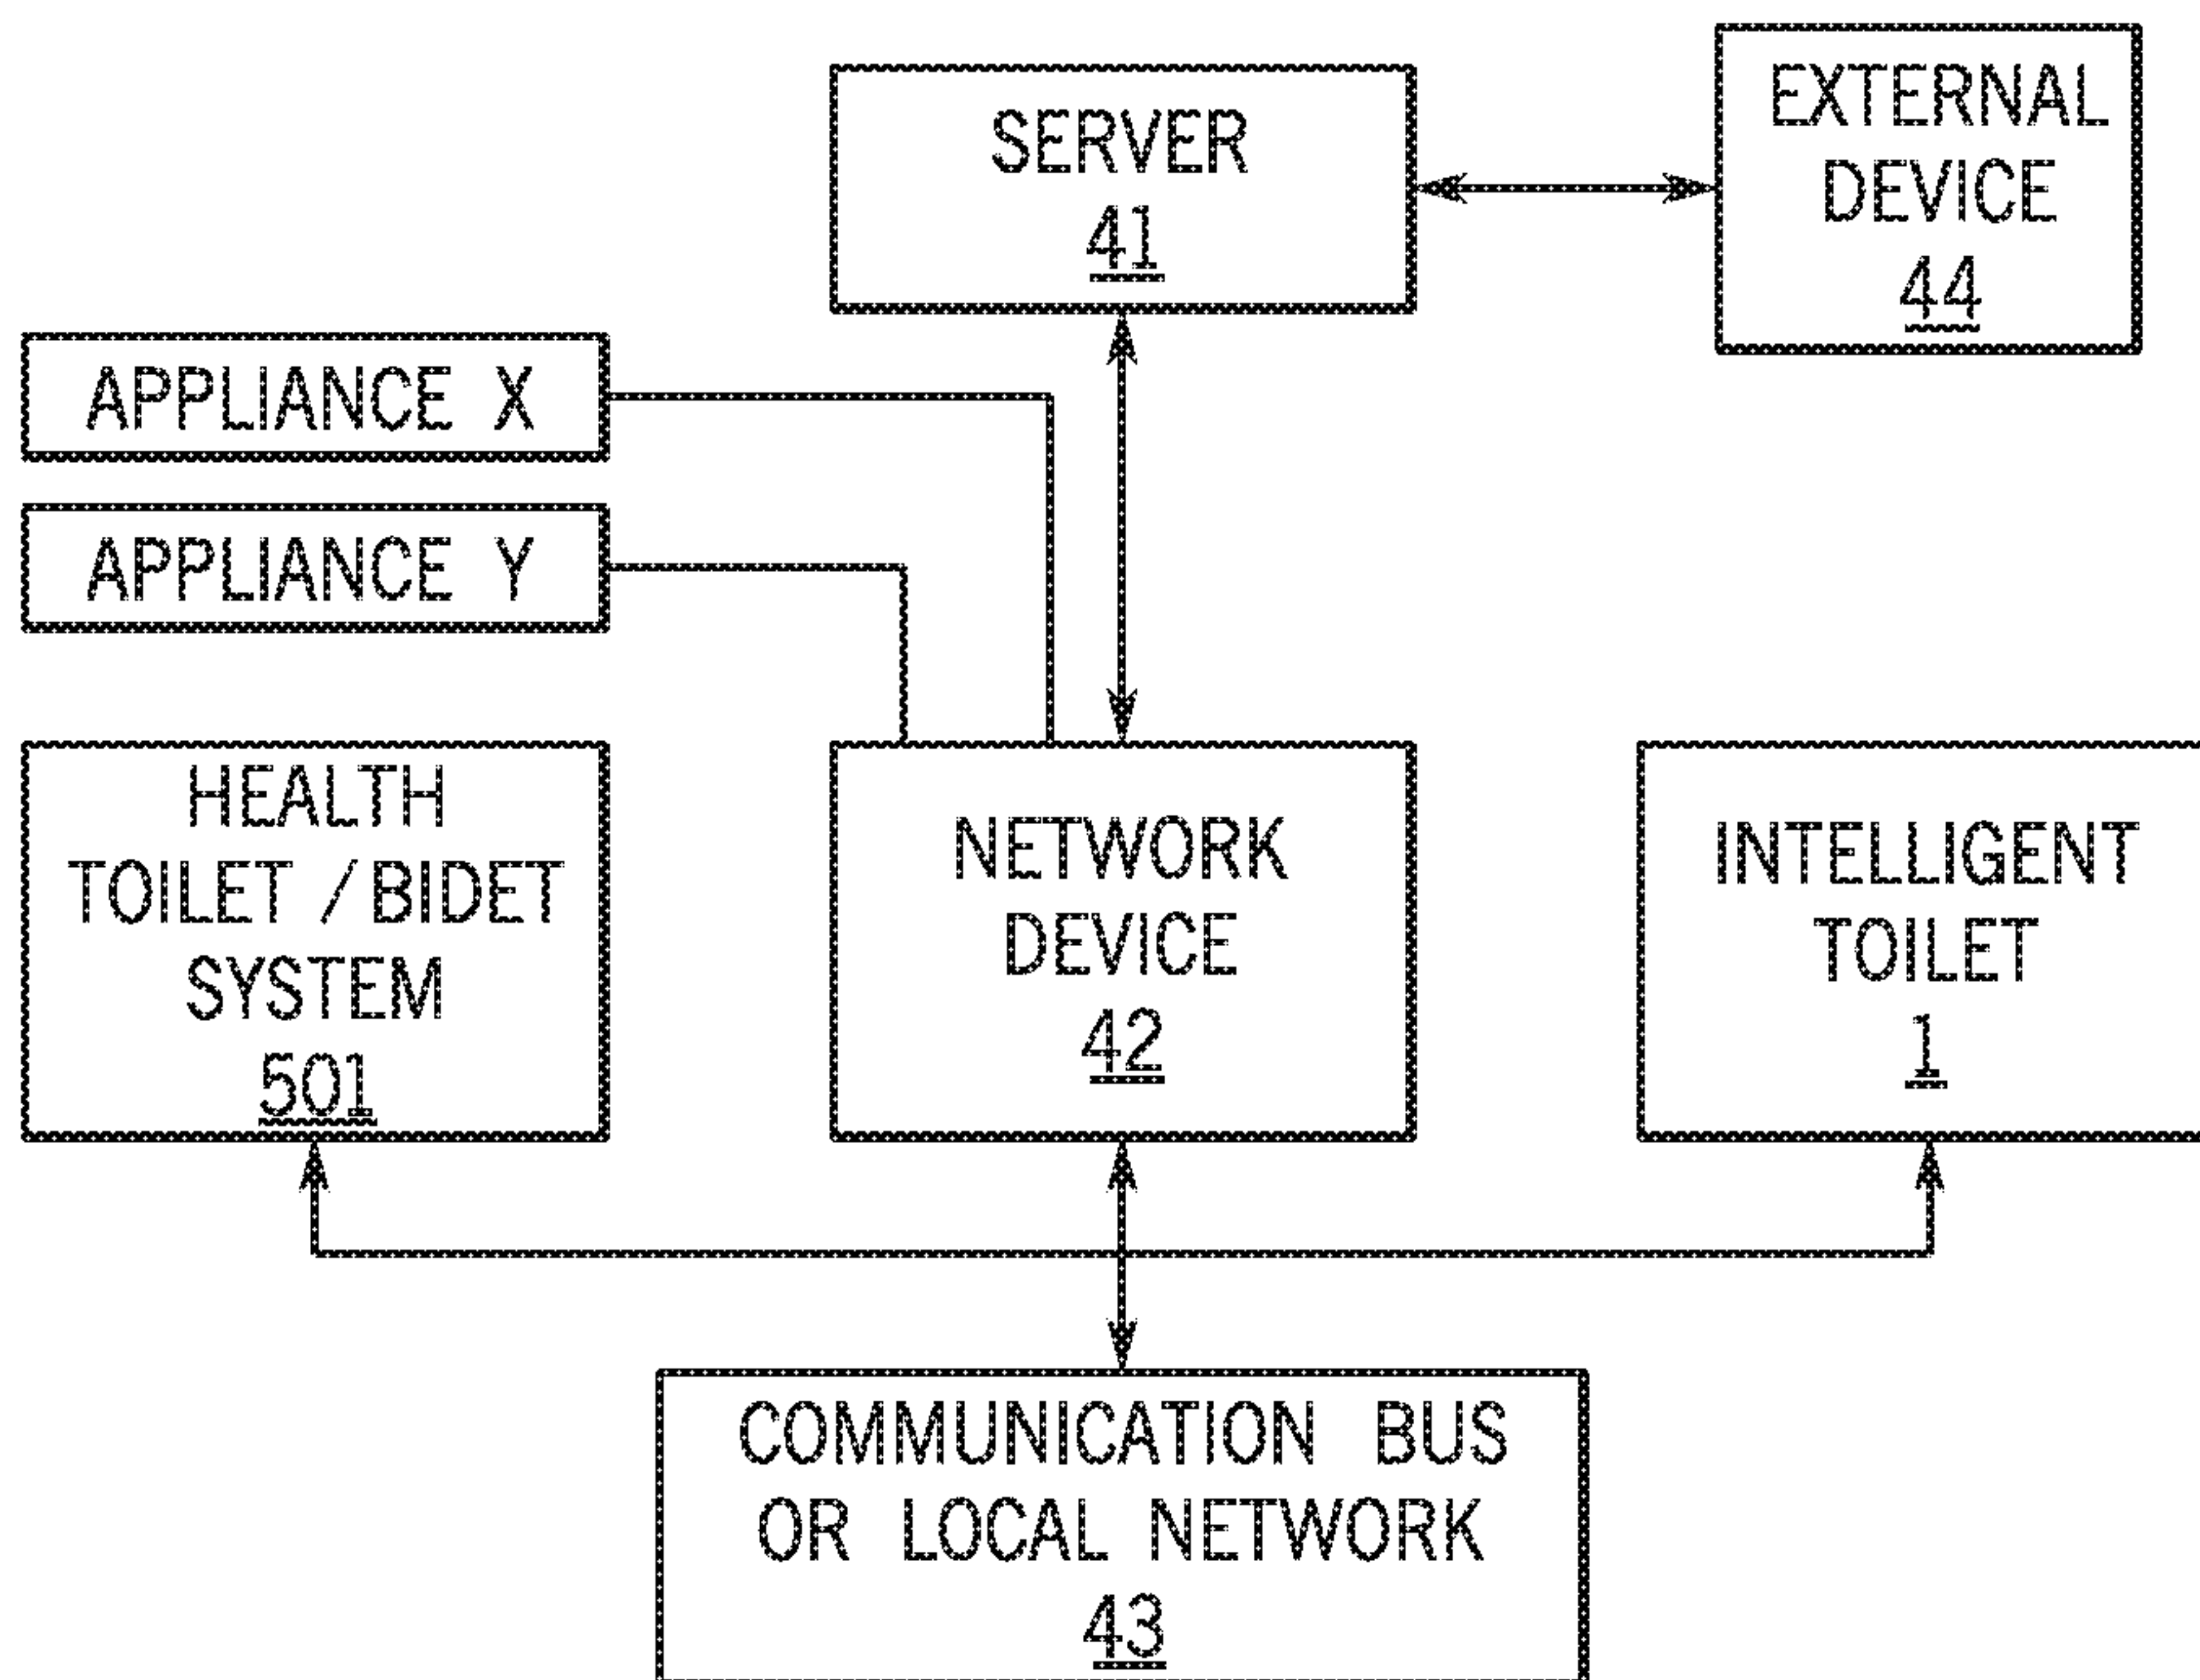 SERVER
41
EXTERNAL
DEVICE
44
APPLIANCE X
APPLIANCE Y
HEALTH
TOILET / BIDET
SYSTEM
501
NETWORK
DEVICE
42
INTELLIGENT
TOILET
1
COMMUNICATION BUS
OR LOCAL NETWORK
43